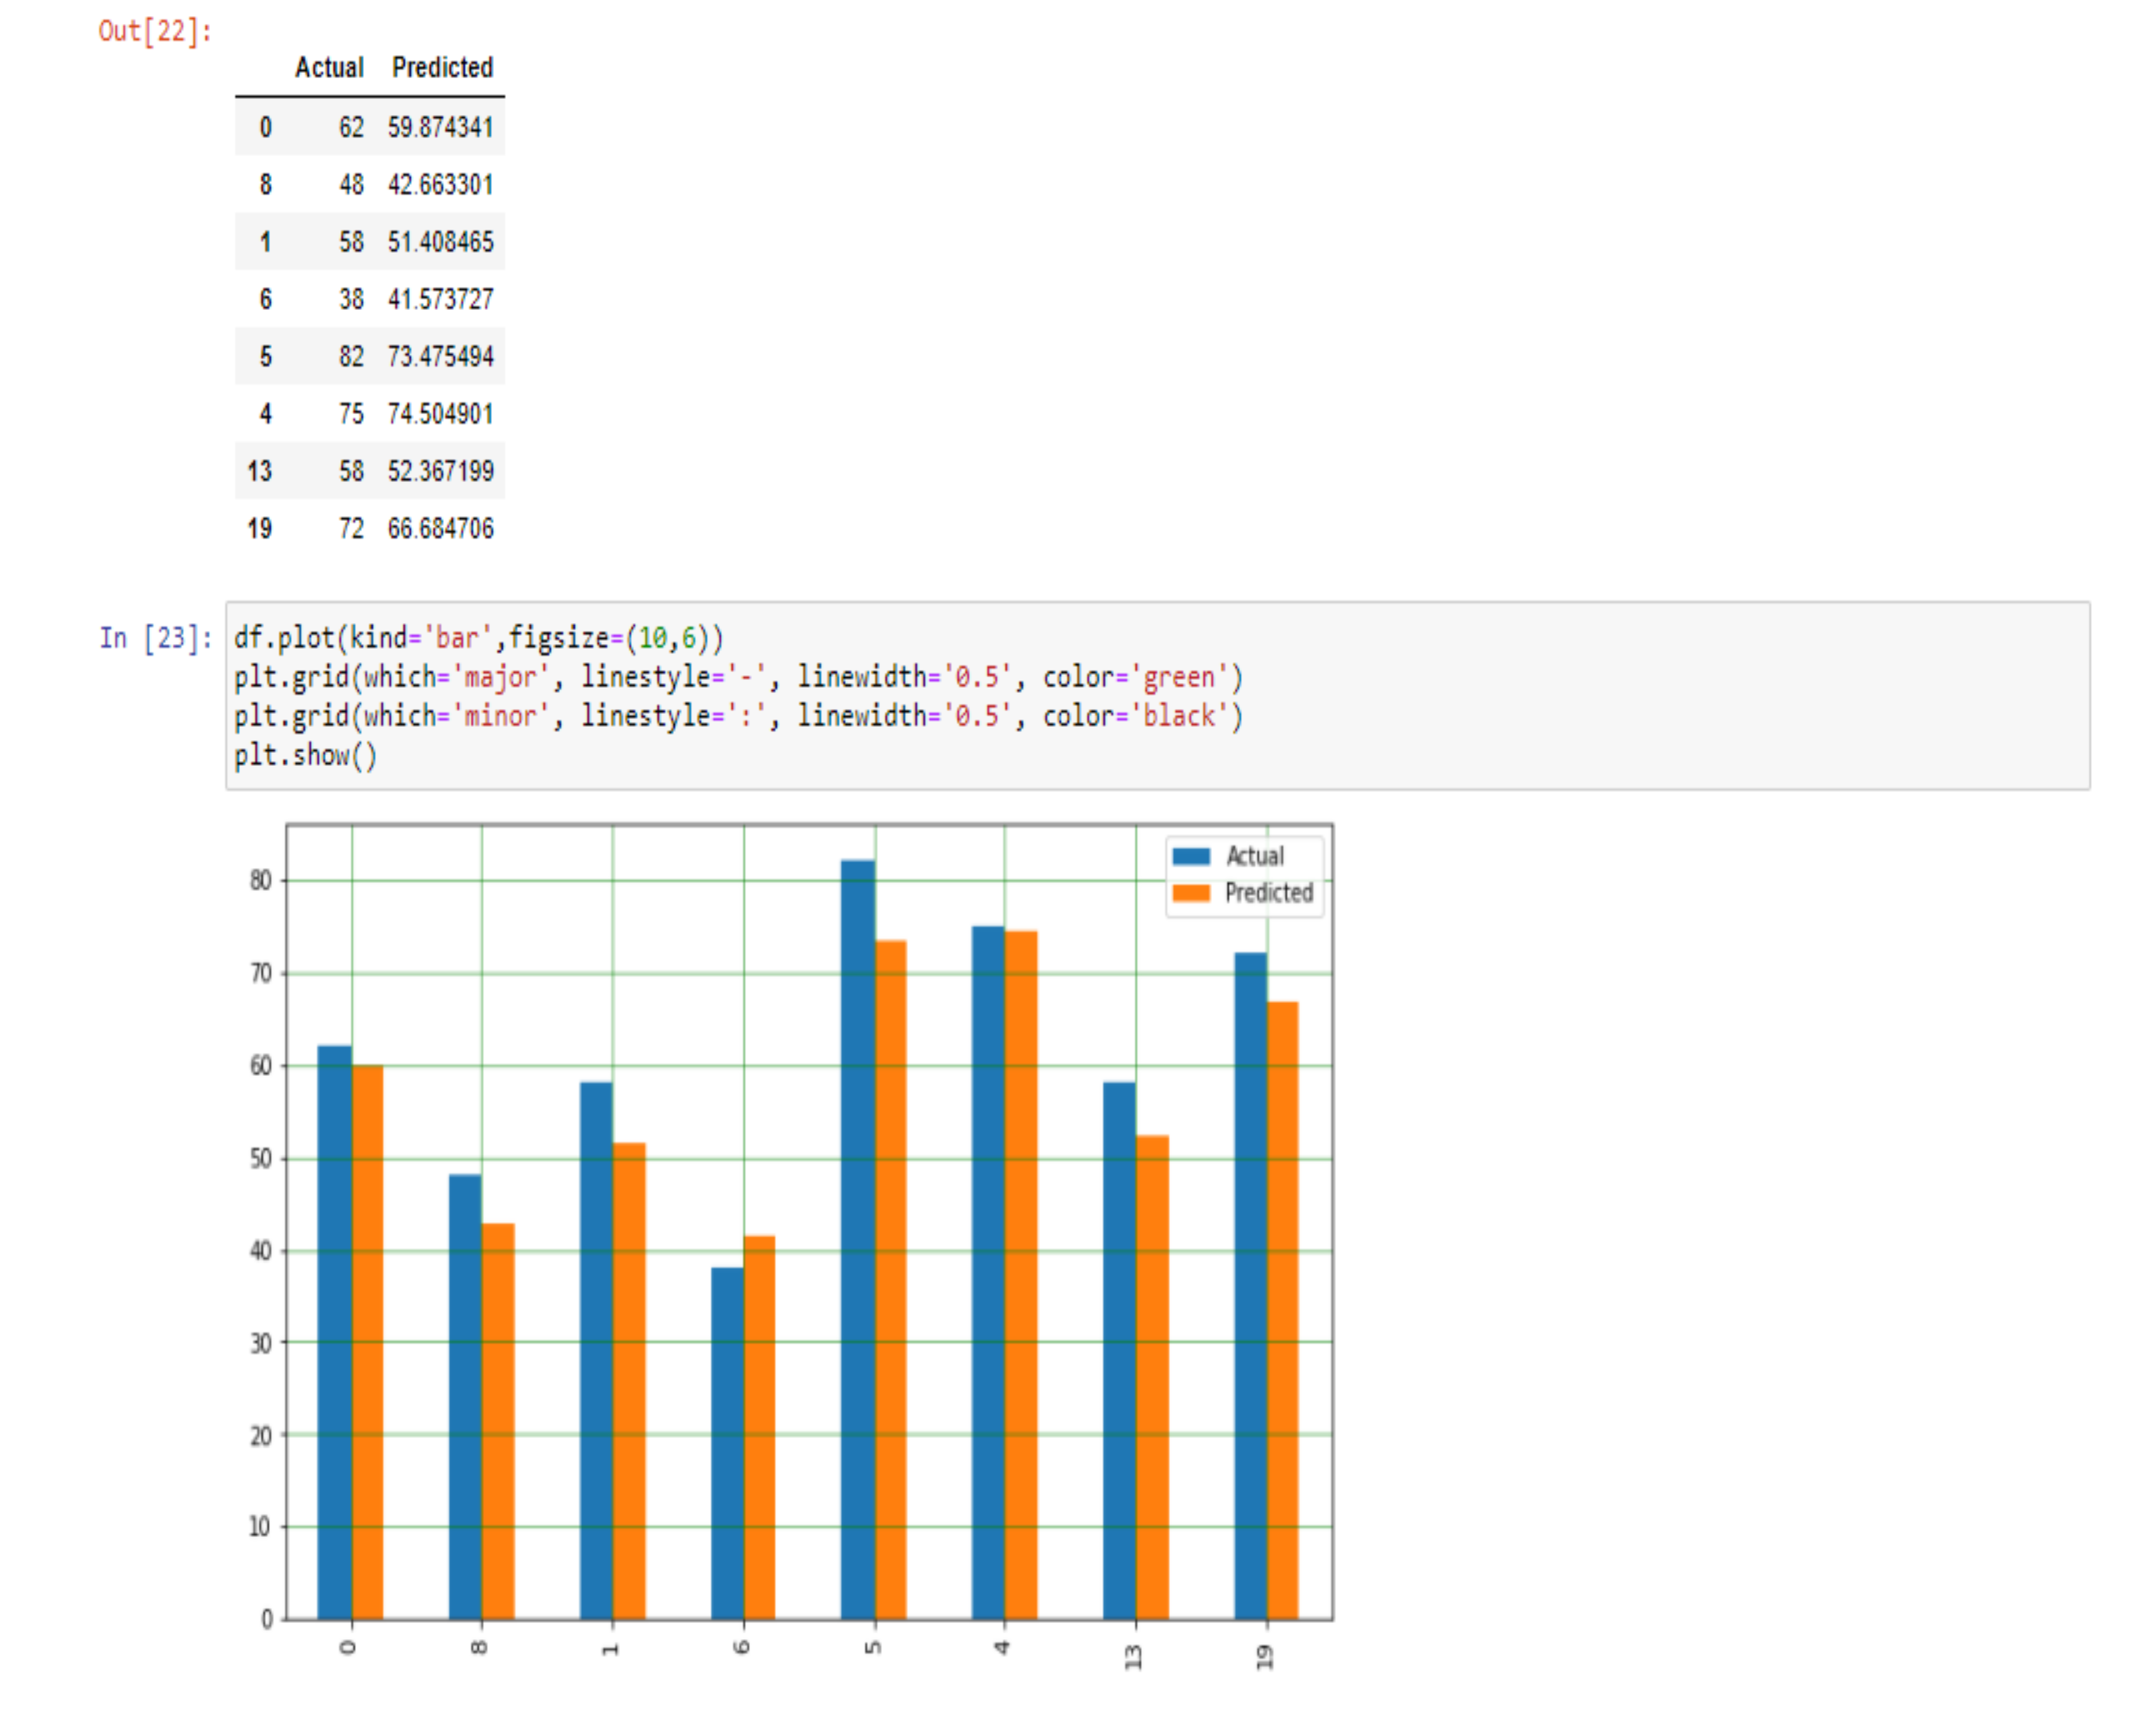 Out[22]:
Actual Predicted
0 62 59.874341
8 48 42.663301
1 58 51.408465
6 38 41.573727
5 82 73.475494
4 75 74.504901
13 58 52.367199
19 72 66.684706
In [23]: df.plot(kind='bar',figsize=(10,6))
plt.grid(which='major', linestyle='-', linewidth='0.5', color='green')
plt.grid(which='minor', linestyle=':', linewidth='0.5', color='black')
plt.show()
Actual
Predicted
80
70
60
50
40
30
20
10
0
0 8 1 6 5 4 13 19